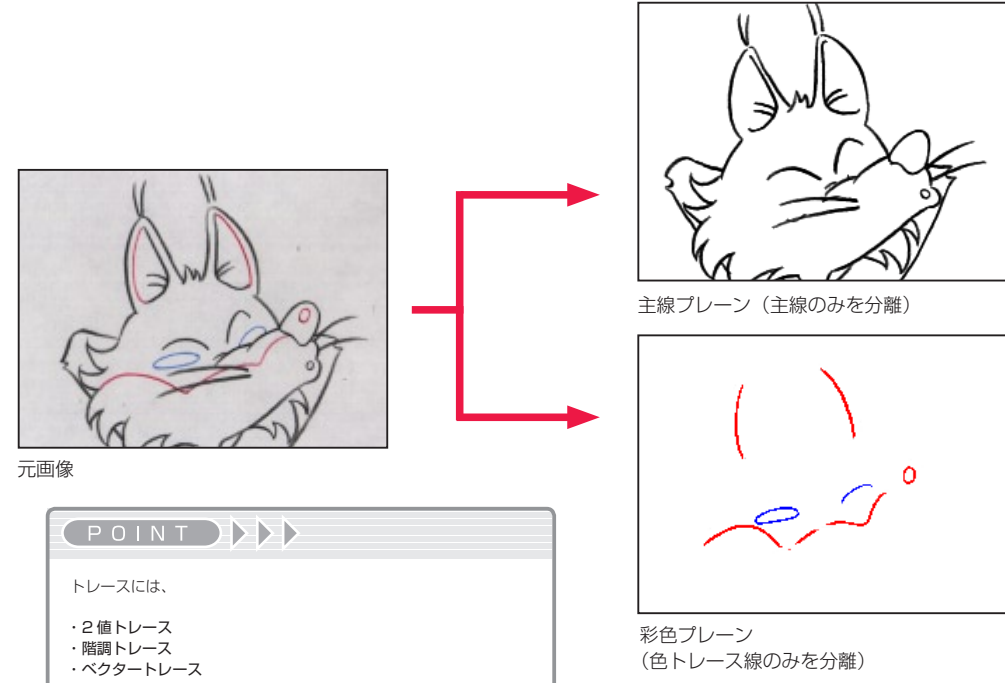 主線プレーン（主線のみを分離）
元画像
POINT
トレースには、
・2 値トレース
・階調トレース
・ベクタートレース
彩色プレーン
（色トレース線のみを分離）